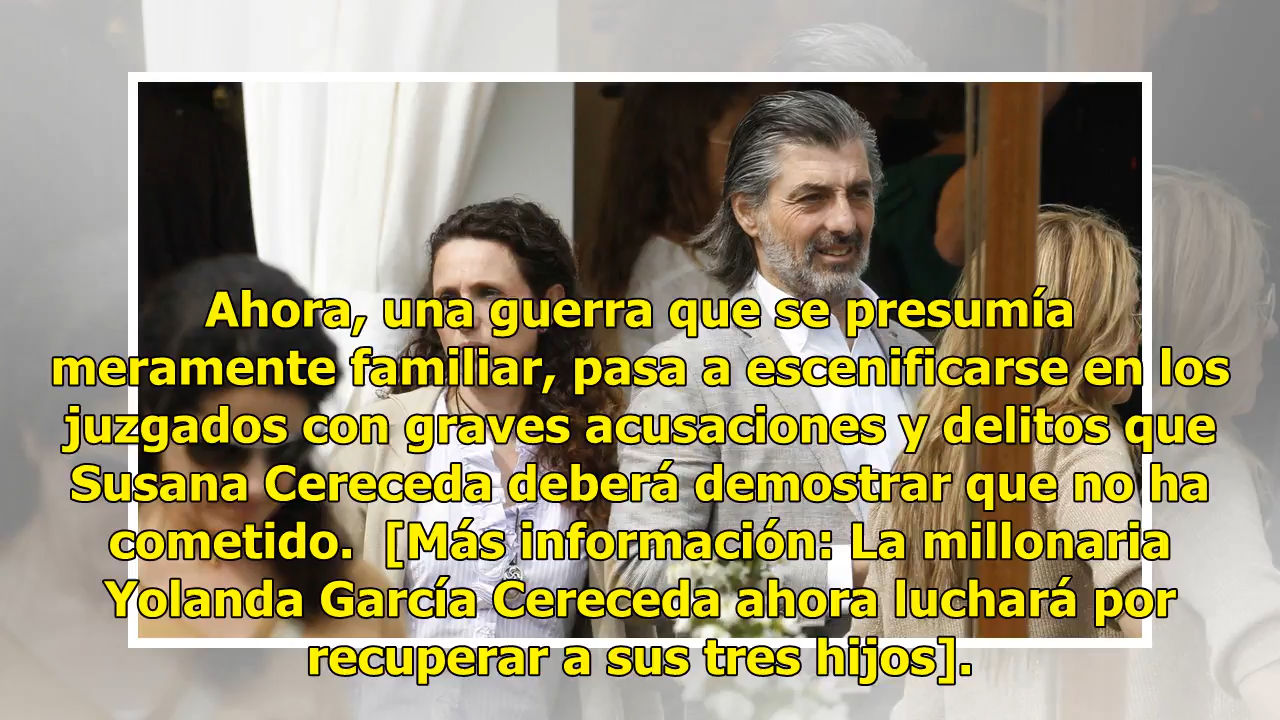 Ahora, una guerra que se presumía
meramente familiar, pasa a escenificarse en los
juzgados con graves acusaciones y delitos que
Susana Cereceda deberá demostrar que no ha
cometido.  [Más información: La millonaria
Yolanda García Cereceda ahora luchará por
recuperar a sus tres hijos].